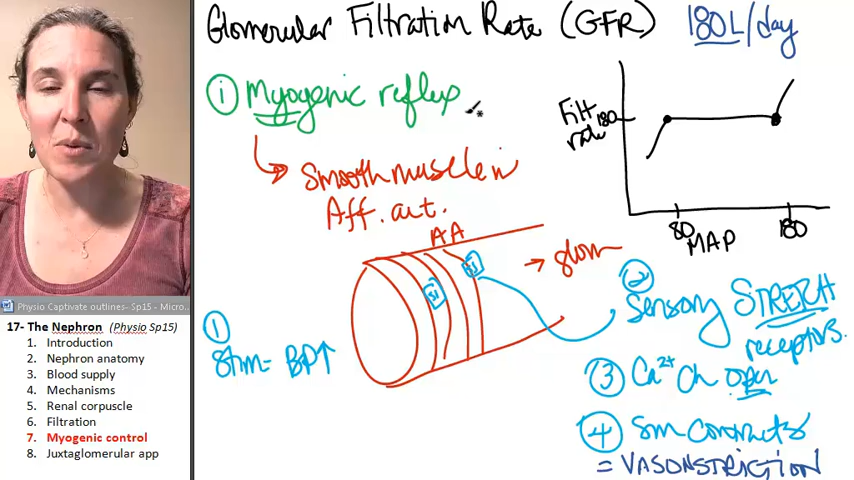 Glomerular Filtration Rate (GFR) 180L/day
① Myogenic reflux
Smooth muscle in
Aff. art.
AA
→ glom
Filt
rate
180
80
MAP
180
①
Stim = BP↑
②
Sensory STRETCH
receptors.
③ Ca2+ Ch open
④ Sm contracts
= VASONSTRICTION
Physio Captivate outlines- Sp15 - Micro...
17- The Nephron (Physio Sp15)
1. Introduction
2. Nephron anatomy
3. Blood supply
4. Mechanisms
5. Renal corpuscle
6. Filtration
7. Myogenic control
8. Juxtaglomerular app